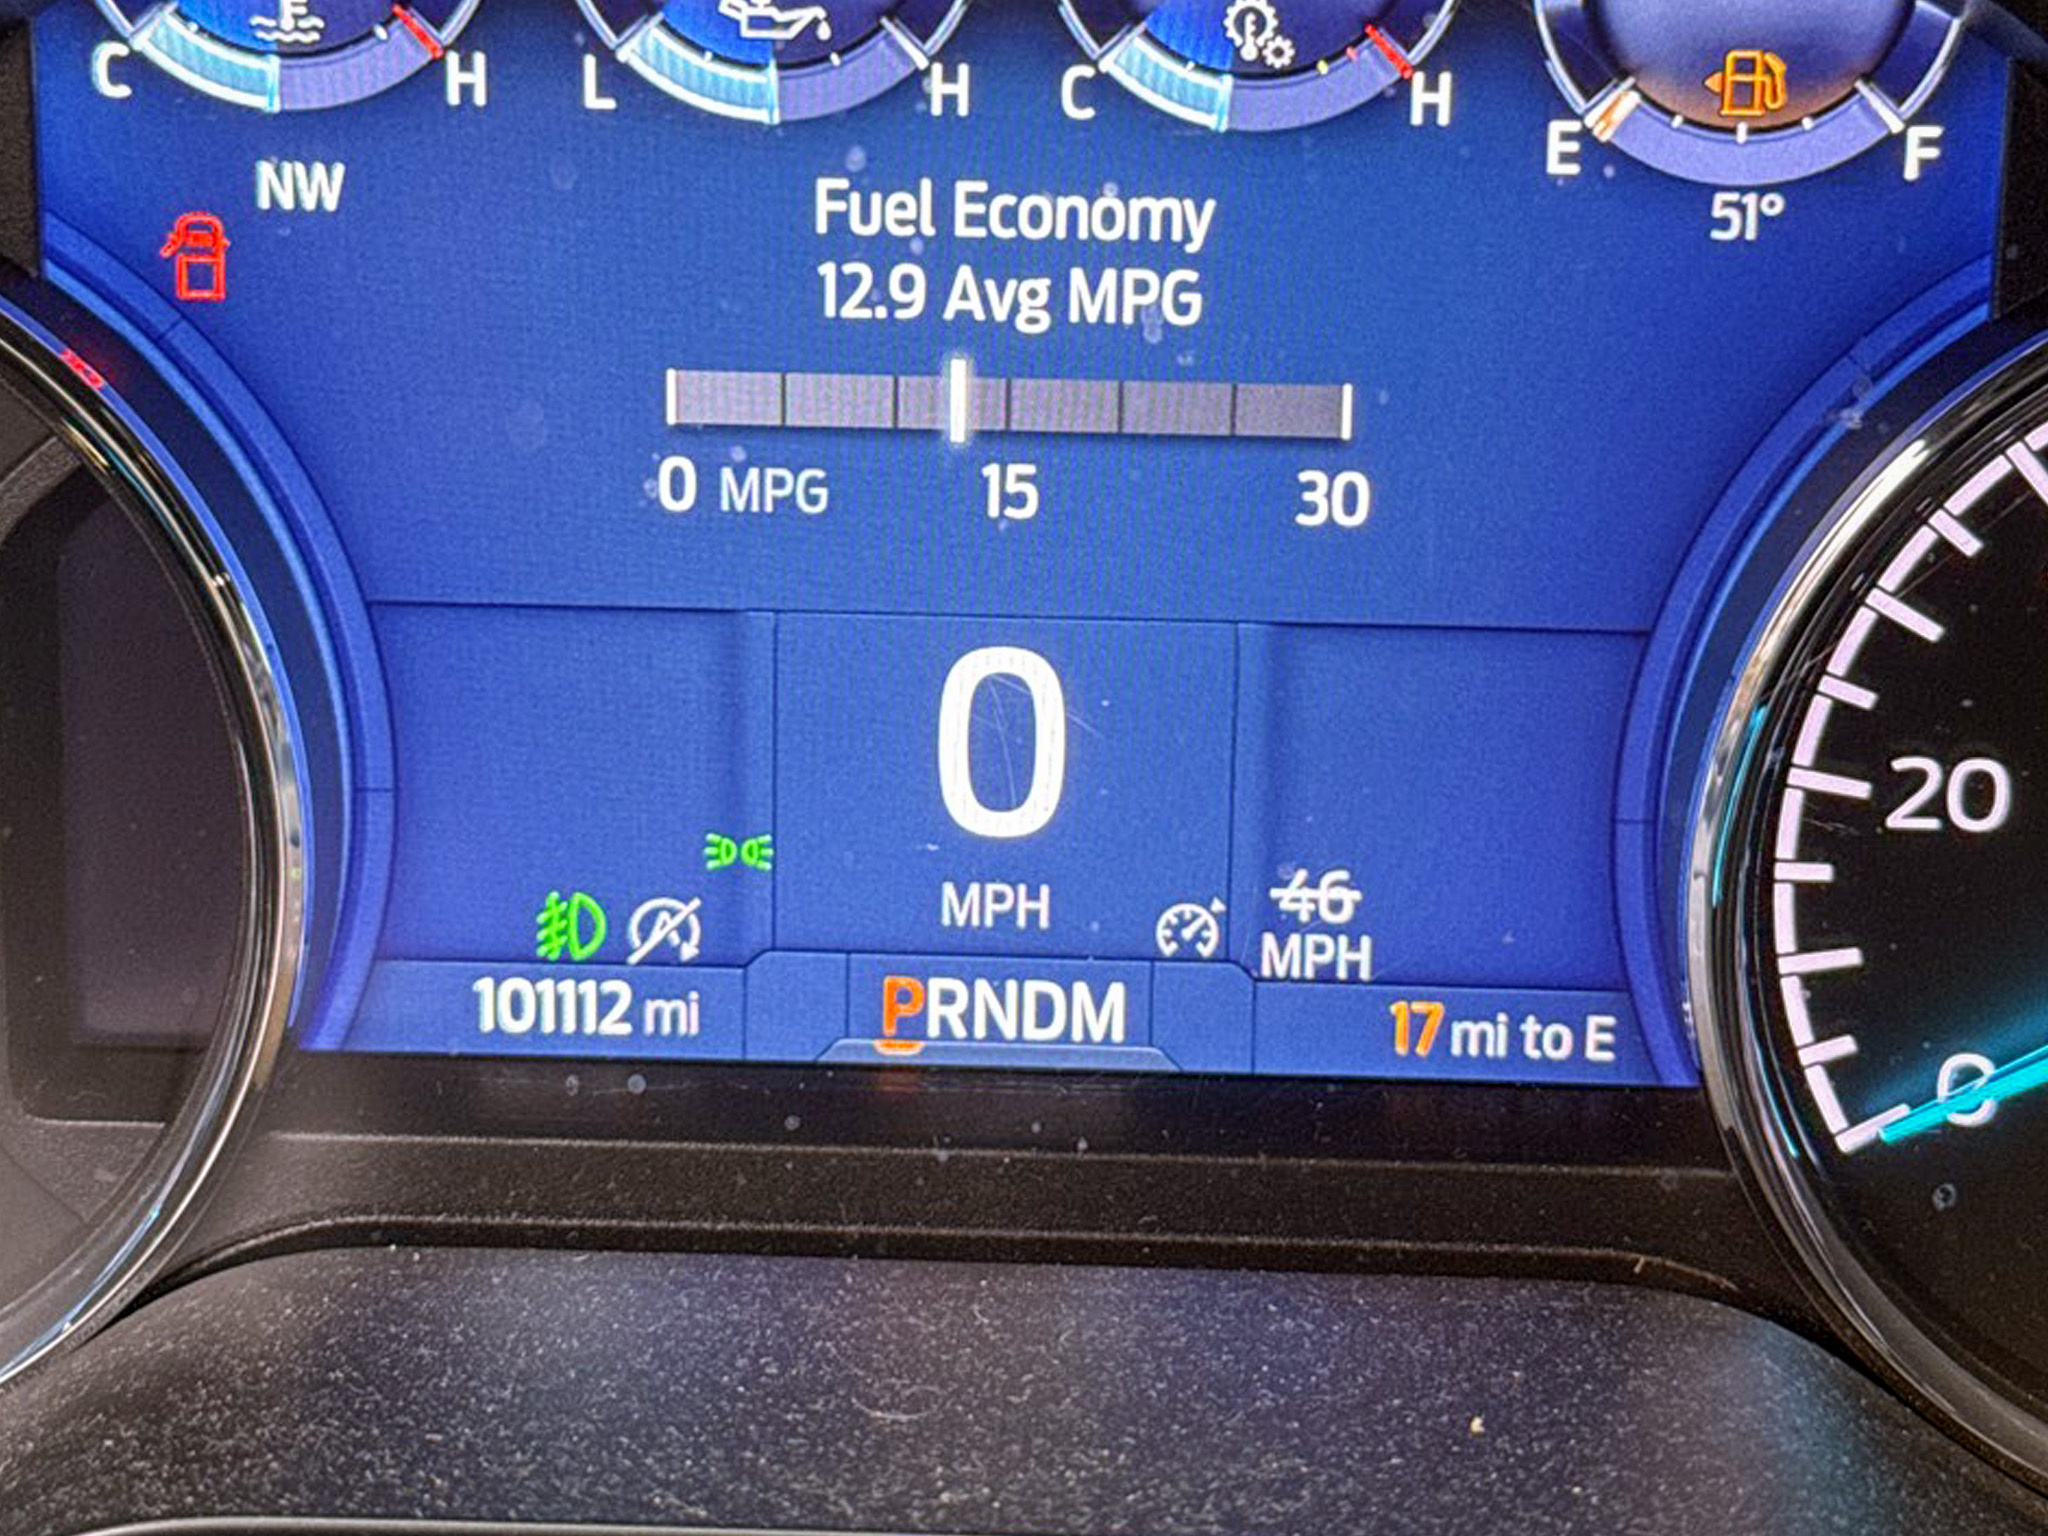 C H L H C H E F
NW
51°
Fuel Economy
12.9 Avg MPG
0 MPG 15 30
0
MPH
46
MPH
A
20
0
101112 mi
PRNDM
17 mi to E